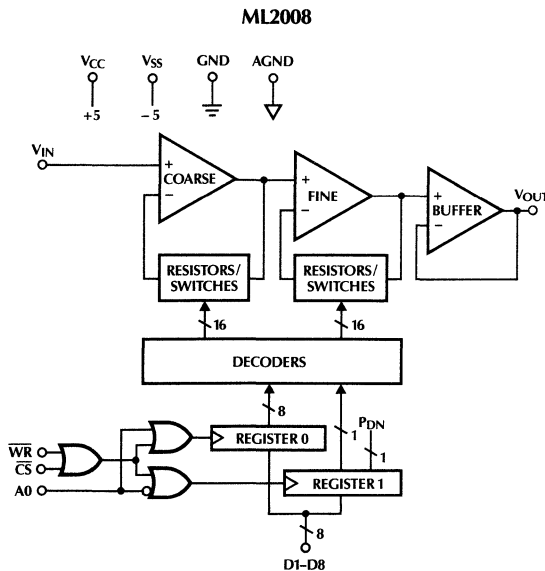 ML2008
VCC
VSS
GND
AGND
+5
−5
VIN
+
COARSE
−
+
FINE
−
+
BUFFER
−
VOUT
RESISTORS/
SWITCHES
RESISTORS/
SWITCHES
16
16
DECODERS
8
1
PDN
1
WR
CS
A0
REGISTER 0
REGISTER 1
8
D1–D8